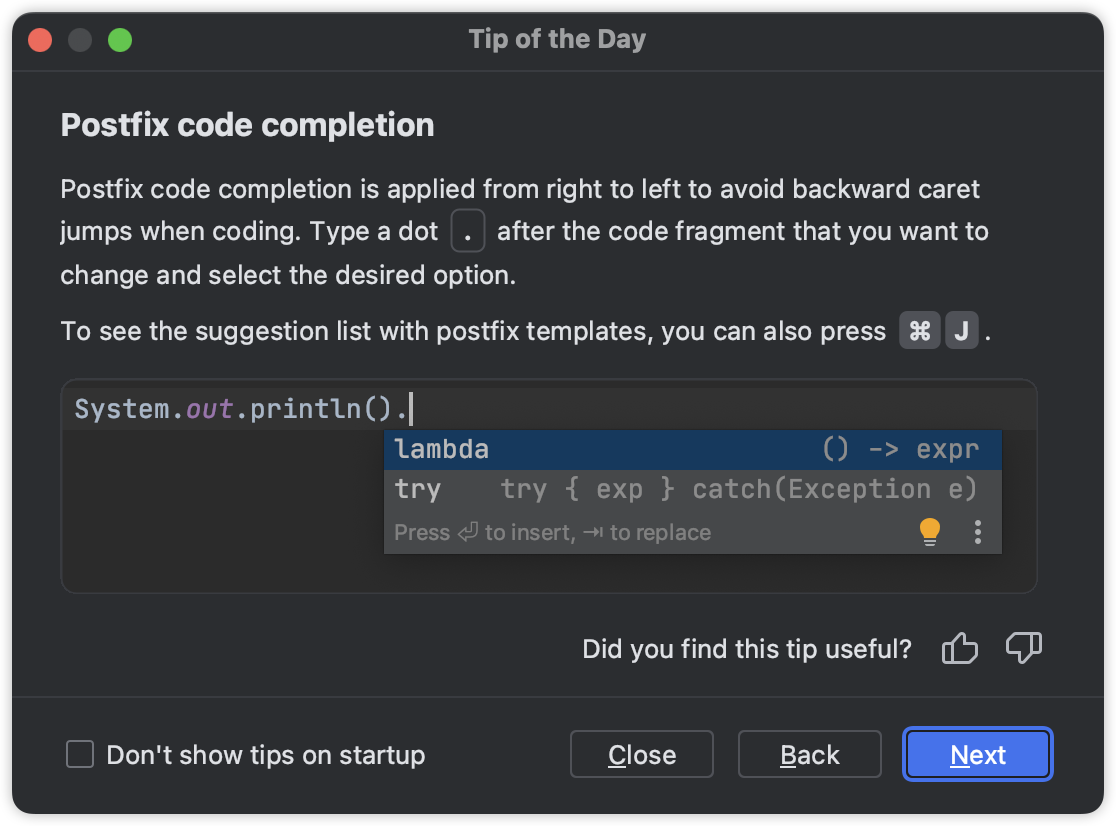 Tip of the Day
Postfix code completion
Postfix code completion is applied from right to left to avoid backward caret
jumps when coding. Type a dot . after the code fragment that you want to
change and select the desired option.
To see the suggestion list with postfix templates, you can also press ⌘ J .
System.out.println().
lambda () -> expr
try try { exp } catch(Exception e)
Press ⏎ to insert, ⇥ to replace
Did you find this tip useful?
Don't show tips on startup
Close Back Next